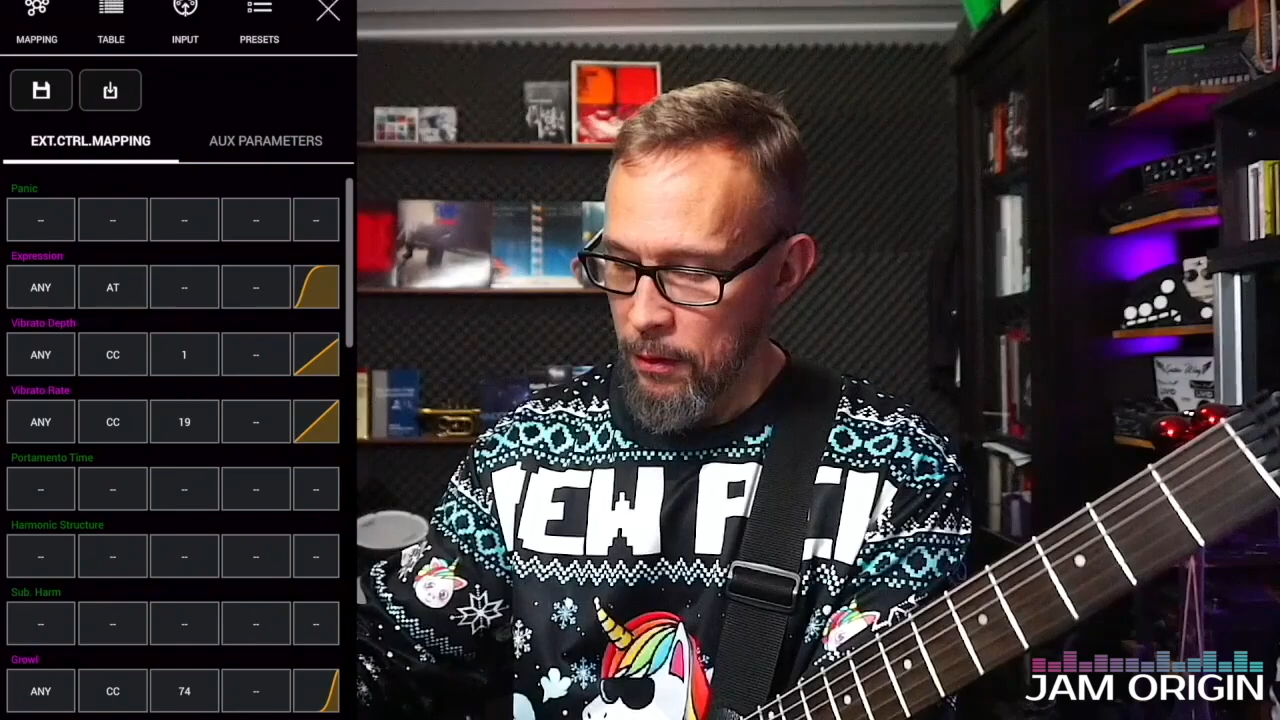 MAPPING TABLE INPUT PRESETS
EXT.CTRL.MAPPING AUX PARAMETERS
Panic
-- -- -- -- --
Expression
ANY AT -- --
Vibrato Depth
ANY CC 1 --
Vibrato Rate
ANY CC 19 --
Portamento Time
-- -- -- -- --
Harmonic Structure
-- -- -- -- --
Sub. Harm
-- -- -- -- --
Growl
ANY CC 74 --
JAM ORIGIN